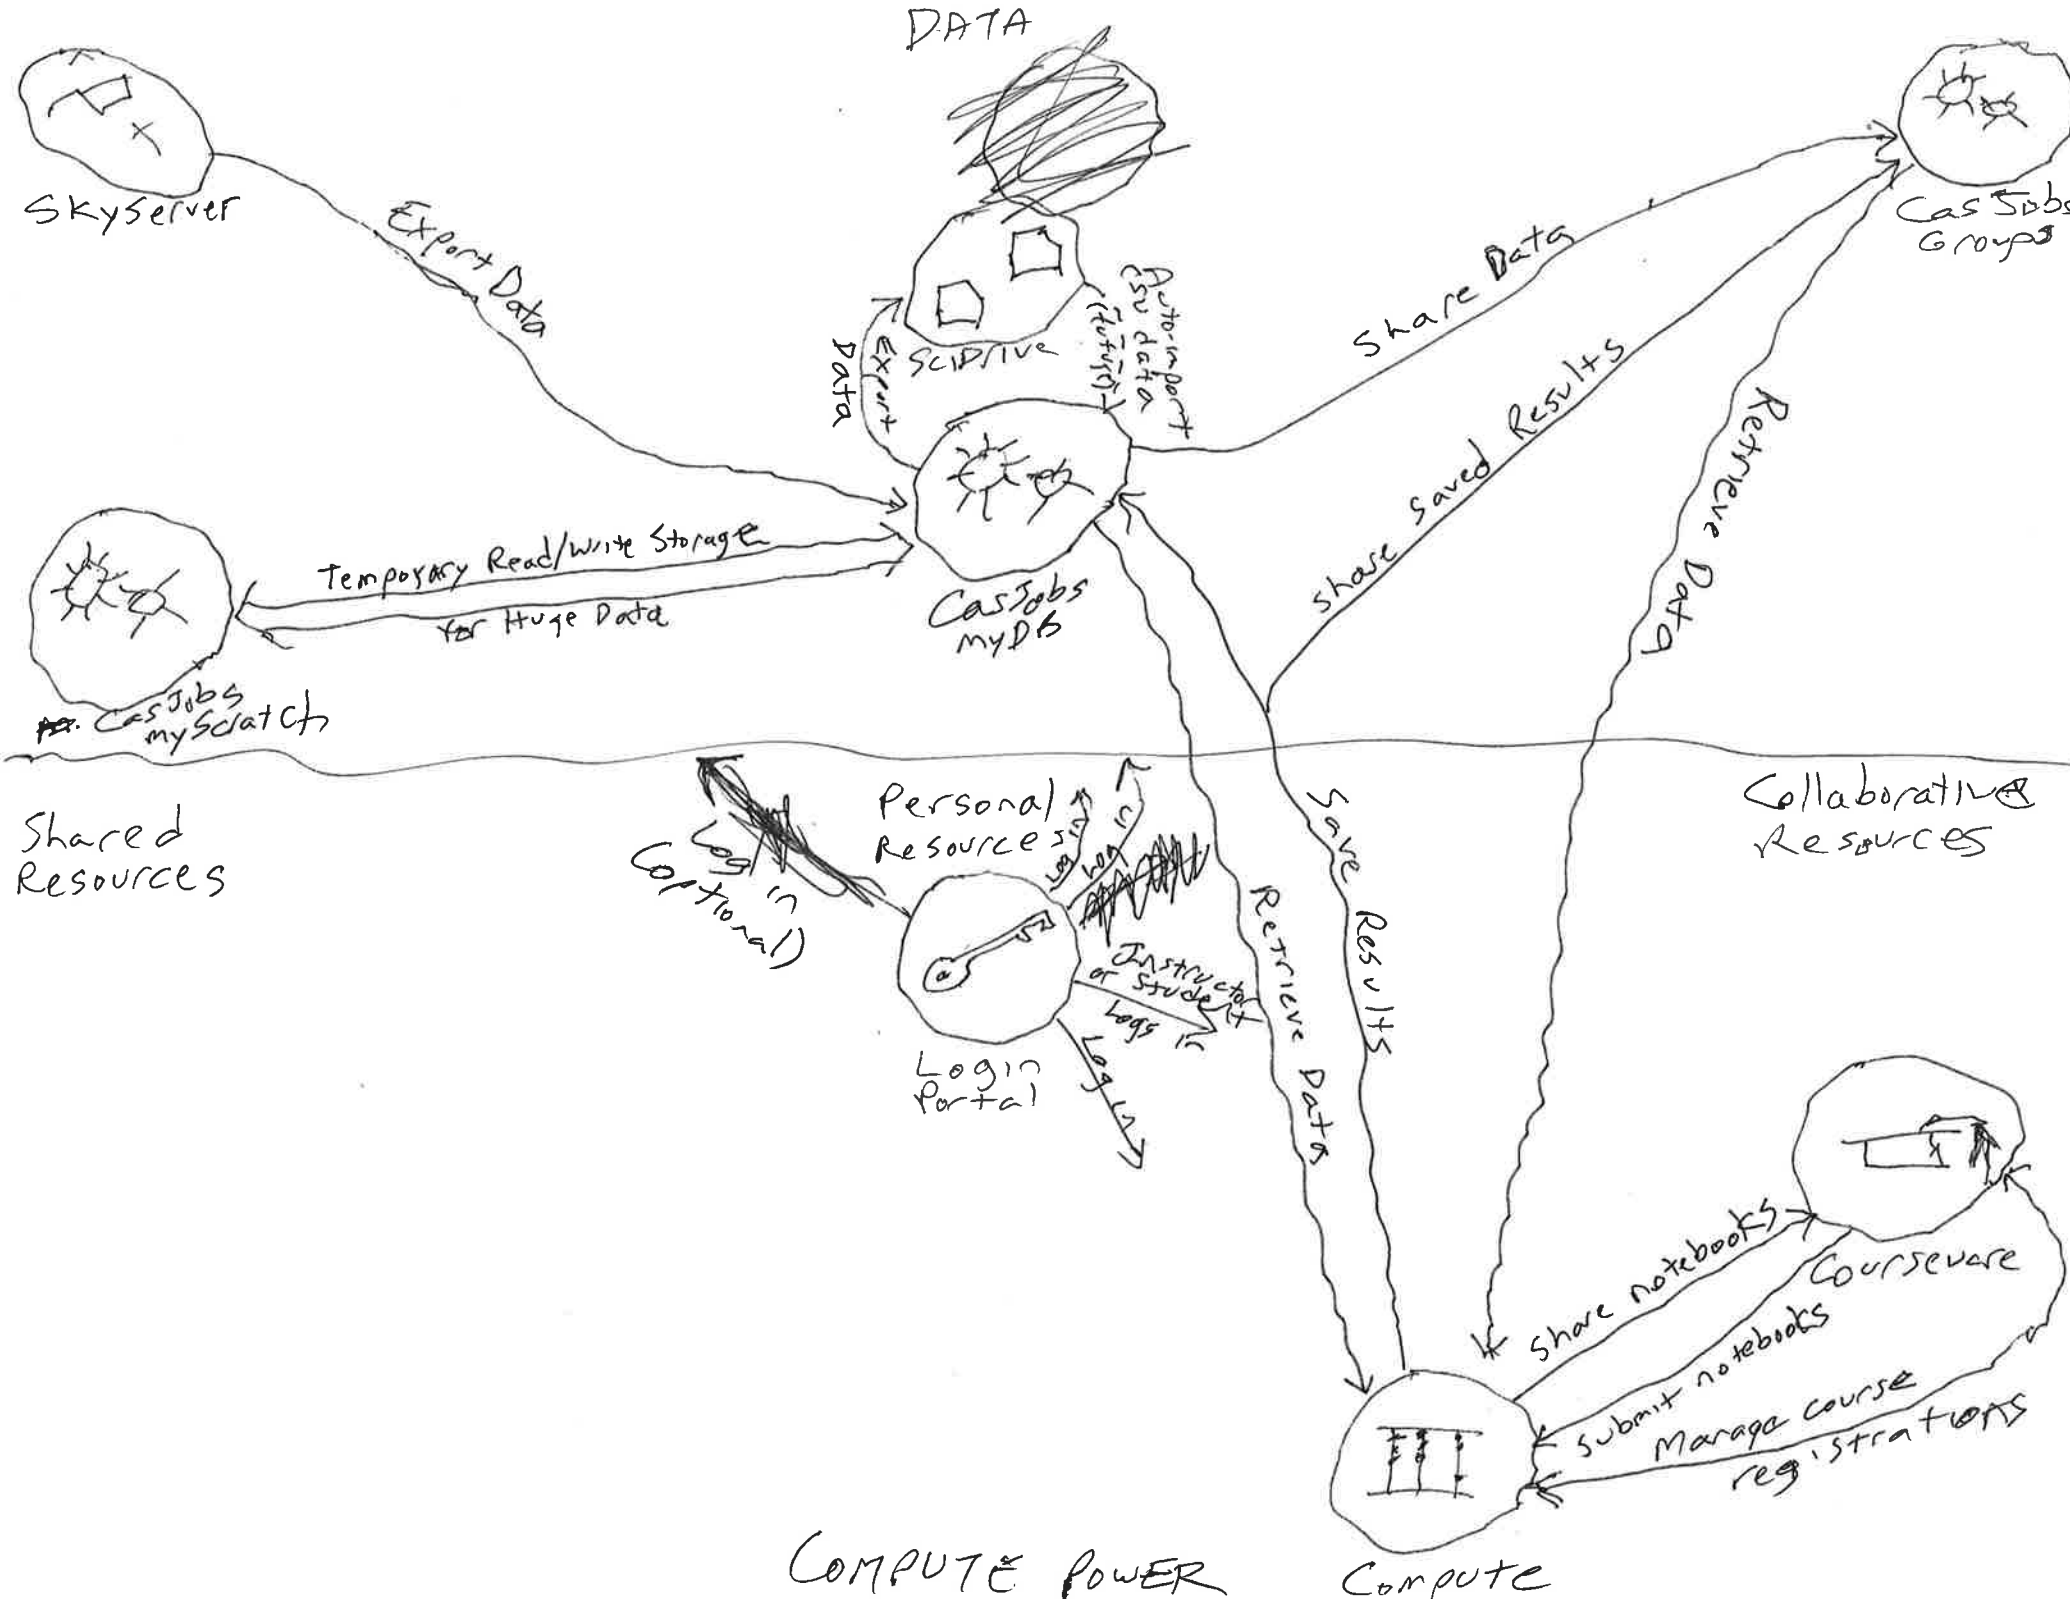 DATA
SkyServer
Export Data
SciDrive
Export
Data
Auto-import
csv data
(future)
Share Data
CasJobs
Groups
Share Saved Results
Retrieve Data
Temporary Read/Write Storage
for Huge Data
CasJobs
myDB
CasJobs
myScratch
Shared
Resources
Personal
Resources
Collaborative
Resources
Log in
(optional)
Log in
Log in
Instructor
or Student
Logs in
Log in
Login
Portal
Save Results
Retrieve Data
Courseware
Share notebooks
Submit notebooks
Manage course
registrations
COMPUTE POWER
Compute